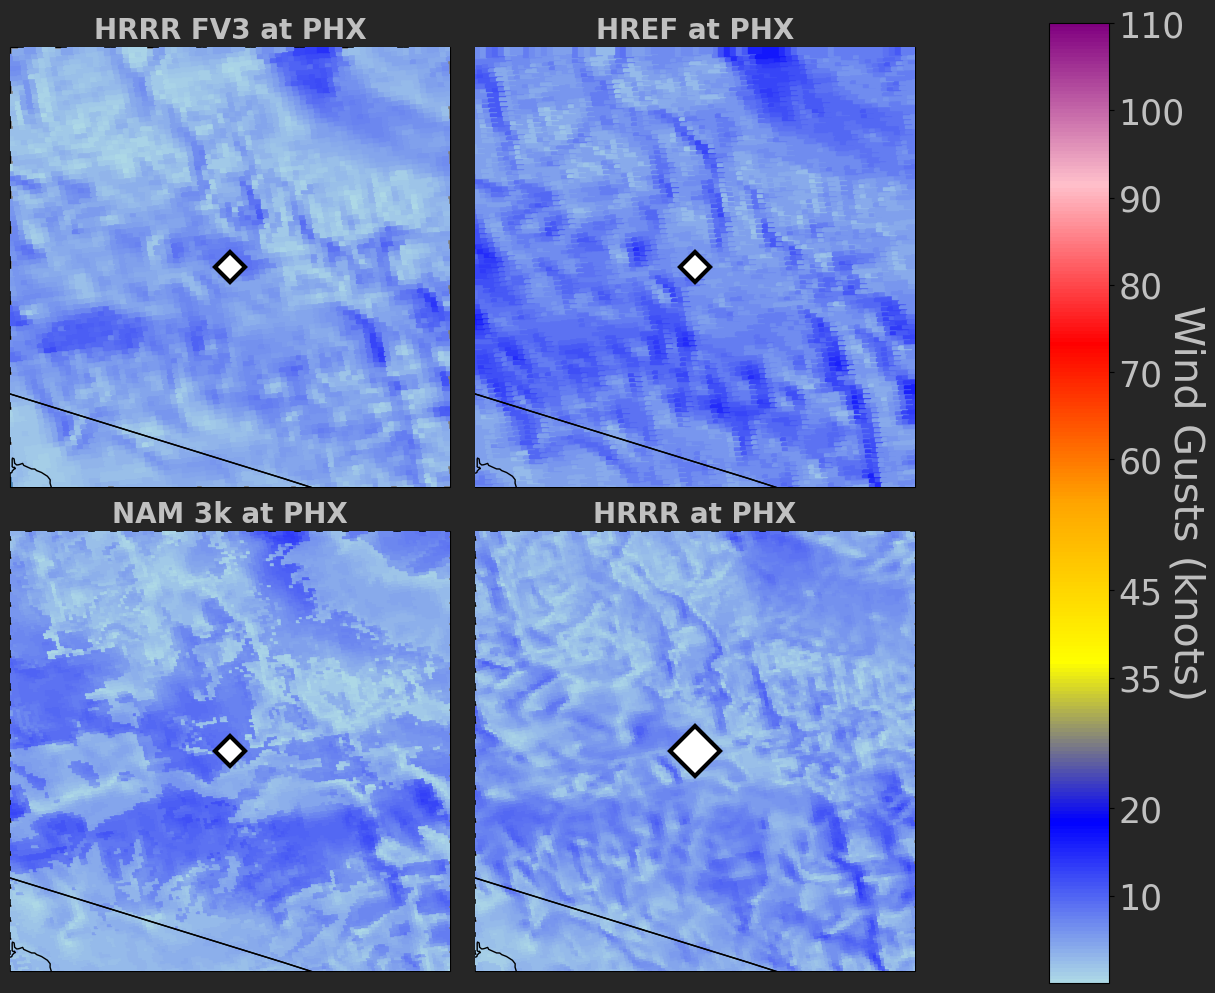 HRRR FV3 at PHX
HREF at PHX
NAM 3k at PHX
HRRR at PHX
110
100
90
80
70
60
45
35
20
10
Wind Gusts (knots)